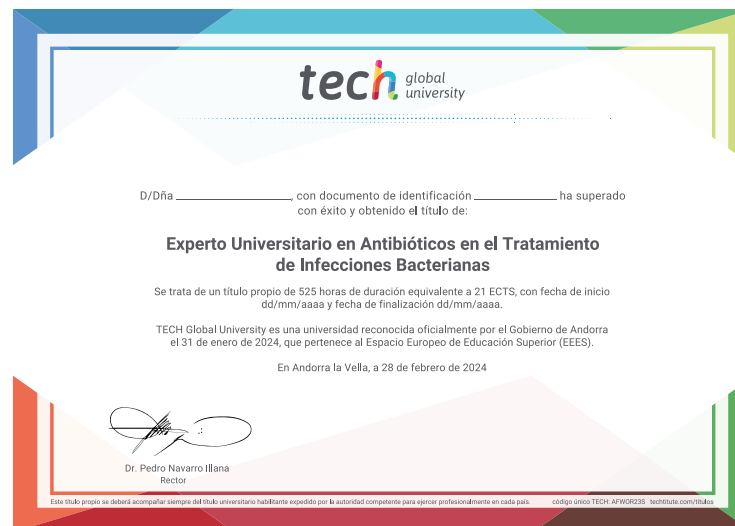 tech global university
D/Dña ______________, con documento de identificación ______________ ha superado
con éxito y obtenido el título de:
Experto Universitario en Antibióticos en el Tratamiento
de Infecciones Bacterianas
Se trata de un título propio de 525 horas de duración equivalente a 21 ECTS, con fecha de inicio
dd/mm/aaaa y fecha de finalización dd/mm/aaaa.
TECH Global University es una universidad reconocida oficialmente por el Gobierno de Andorra
el 31 de enero de 2024, que pertenece al Espacio Europeo de Educación Superior (EEES).
En Andorra la Vella, a 28 de febrero de 2024
Dr. Pedro Navarro Illana
Rector
Este título propio se deberá acompañar siempre del título universitario habilitante expedido por la autoridad competente para ejercer profesionalmente en cada país. código único TECH: AFWOR23S techtitute.com/titulos